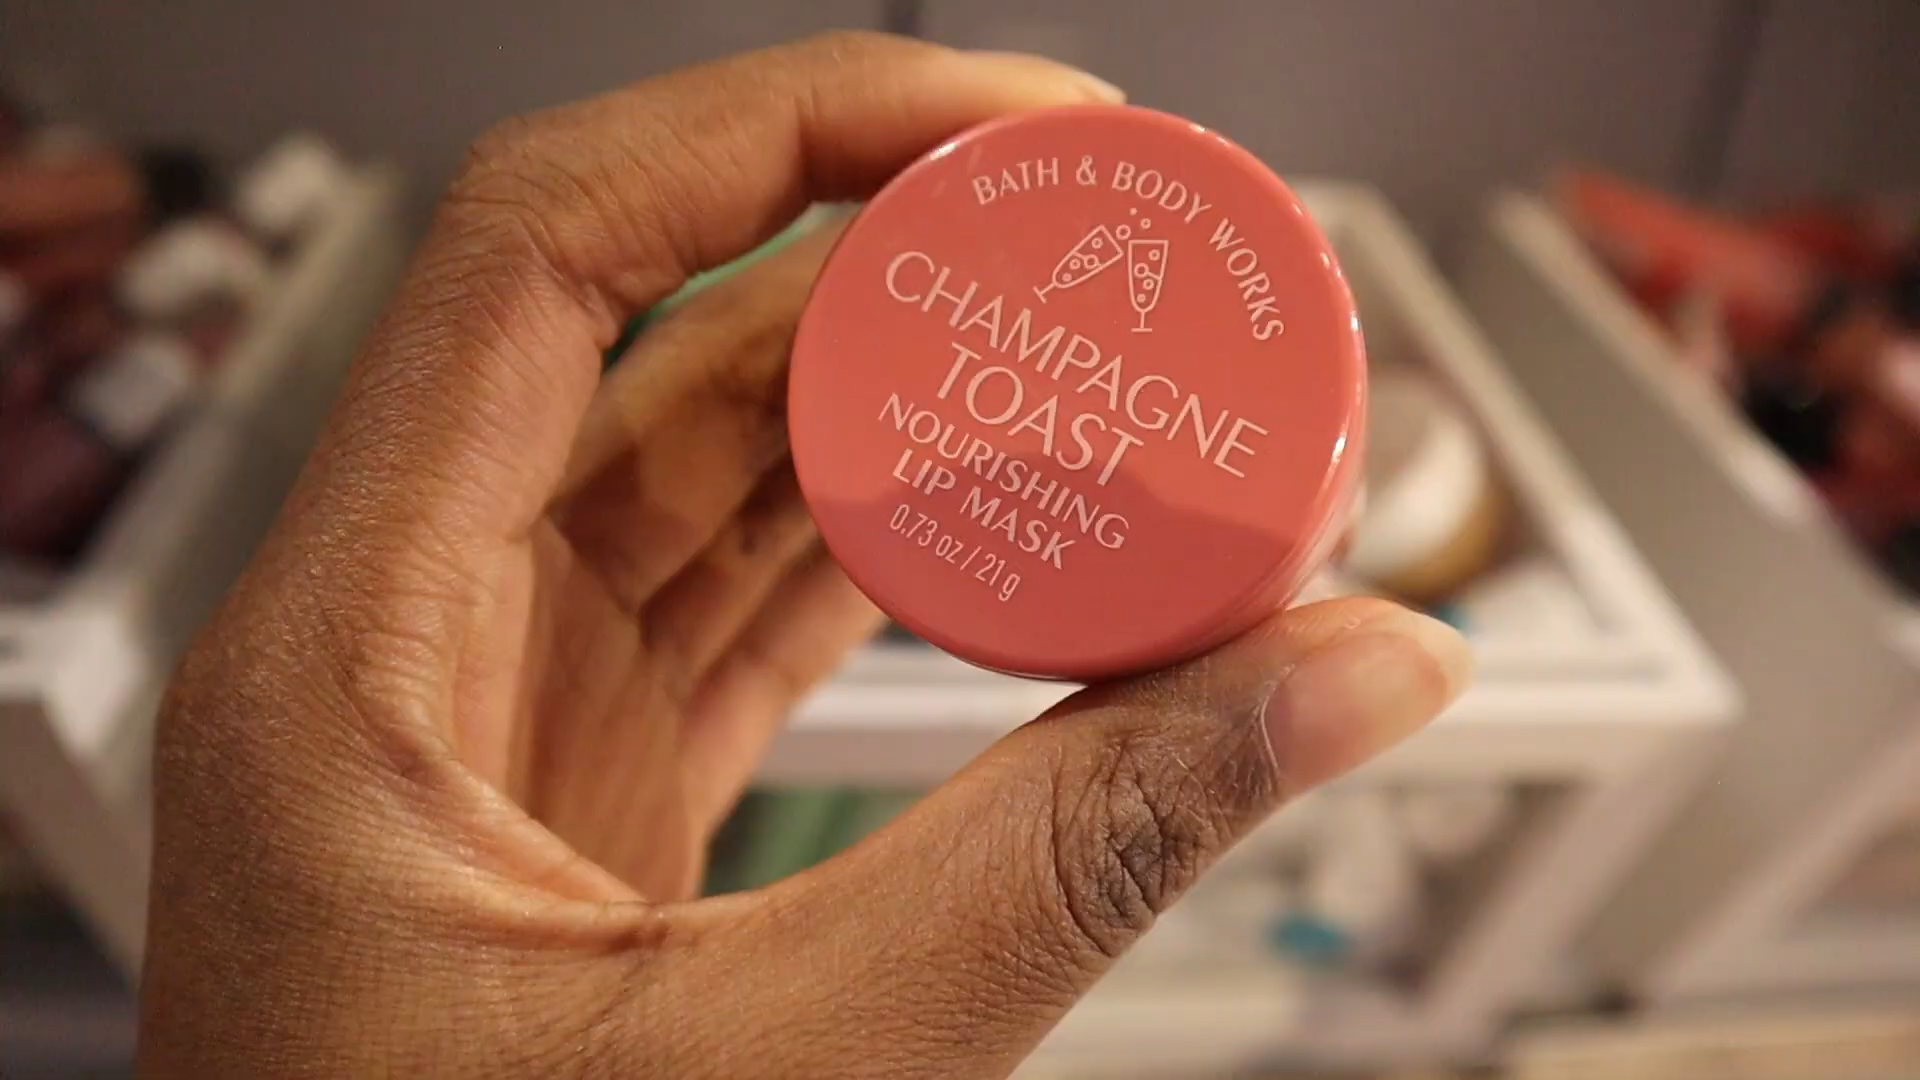 BATH & BODY WORKS
CHAMPAGNE
TOAST
NOURISHING
LIP MASK
0.73 oz / 21 g